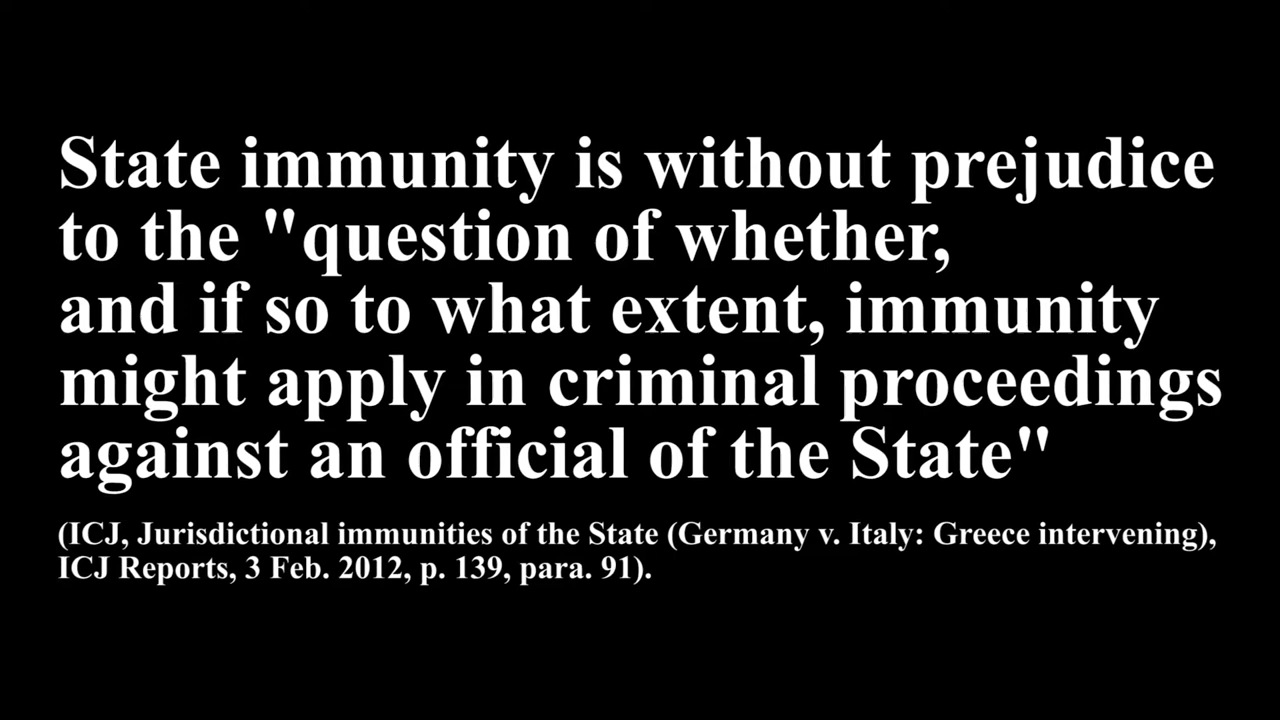 State immunity is without prejudice
to the "question of whether,
and if so to what extent, immunity
might apply in criminal proceedings
against an official of the State"
(ICJ, Jurisdictional immunities of the State (Germany v. Italy: Greece intervening),
ICJ Reports, 3 Feb. 2012, p. 139, para. 91).